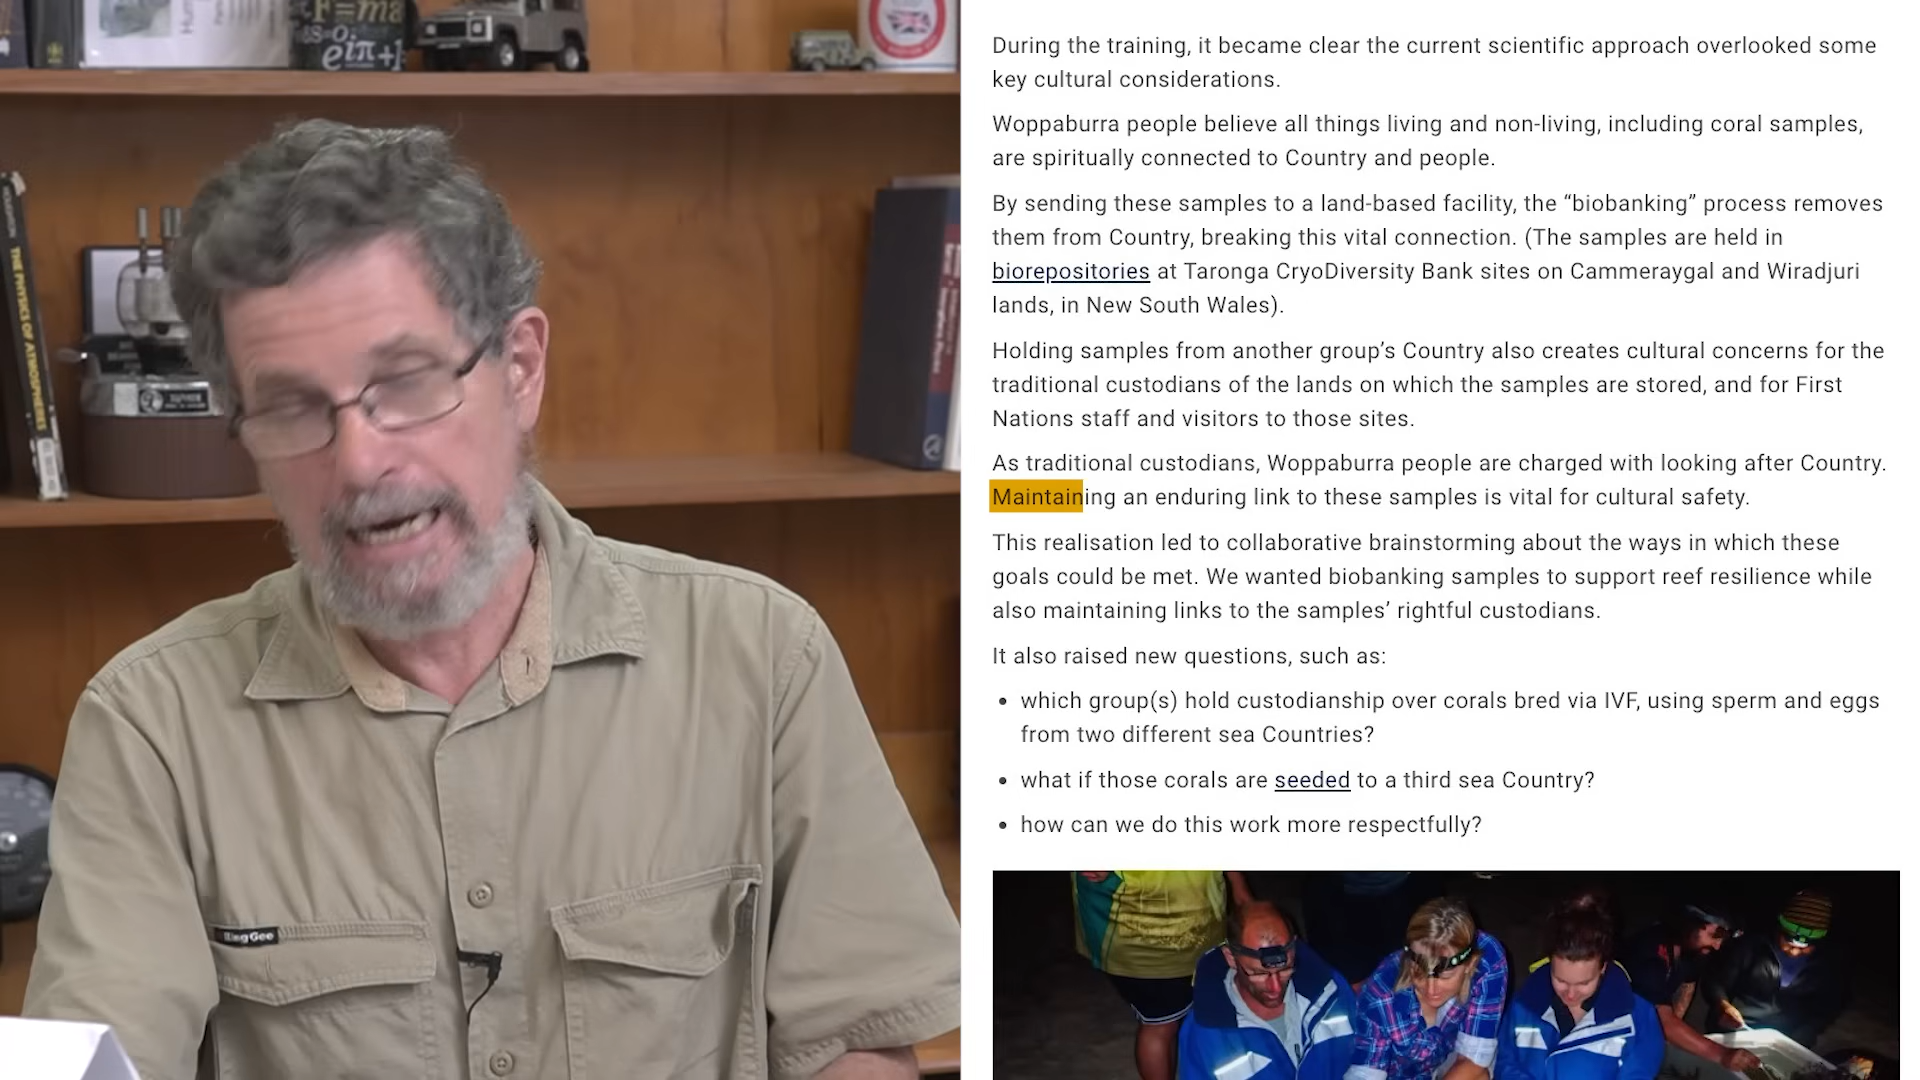 F=ma
eiπ+1
THE PHYSICS OF ATMOSPHERES
KingGee
During the training, it became clear the current scientific approach overlooked some
key cultural considerations.
Woppaburra people believe all things living and non-living, including coral samples,
are spiritually connected to Country and people.
By sending these samples to a land-based facility, the “biobanking” process removes
them from Country, breaking this vital connection. (The samples are held in
biorepositories at Taronga CryoDiversity Bank sites on Cammeraygal and Wiradjuri
lands, in New South Wales).
Holding samples from another group’s Country also creates cultural concerns for the
traditional custodians of the lands on which the samples are stored, and for First
Nations staff and visitors to those sites.
As traditional custodians, Woppaburra people are charged with looking after Country.
Maintaining an enduring link to these samples is vital for cultural safety.
This realisation led to collaborative brainstorming about the ways in which these
goals could be met. We wanted biobanking samples to support reef resilience while
also maintaining links to the samples’ rightful custodians.
It also raised new questions, such as:
• which group(s) hold custodianship over corals bred via IVF, using sperm and eggs
from two different sea Countries?
• what if those corals are seeded to a third sea Country?
• how can we do this work more respectfully?